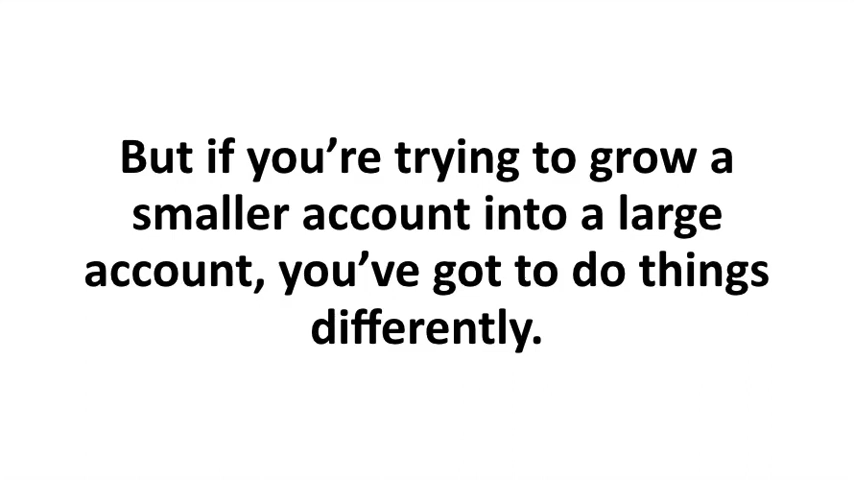 But if you’re trying to grow a
smaller account into a large
account, you’ve got to do things
differently.